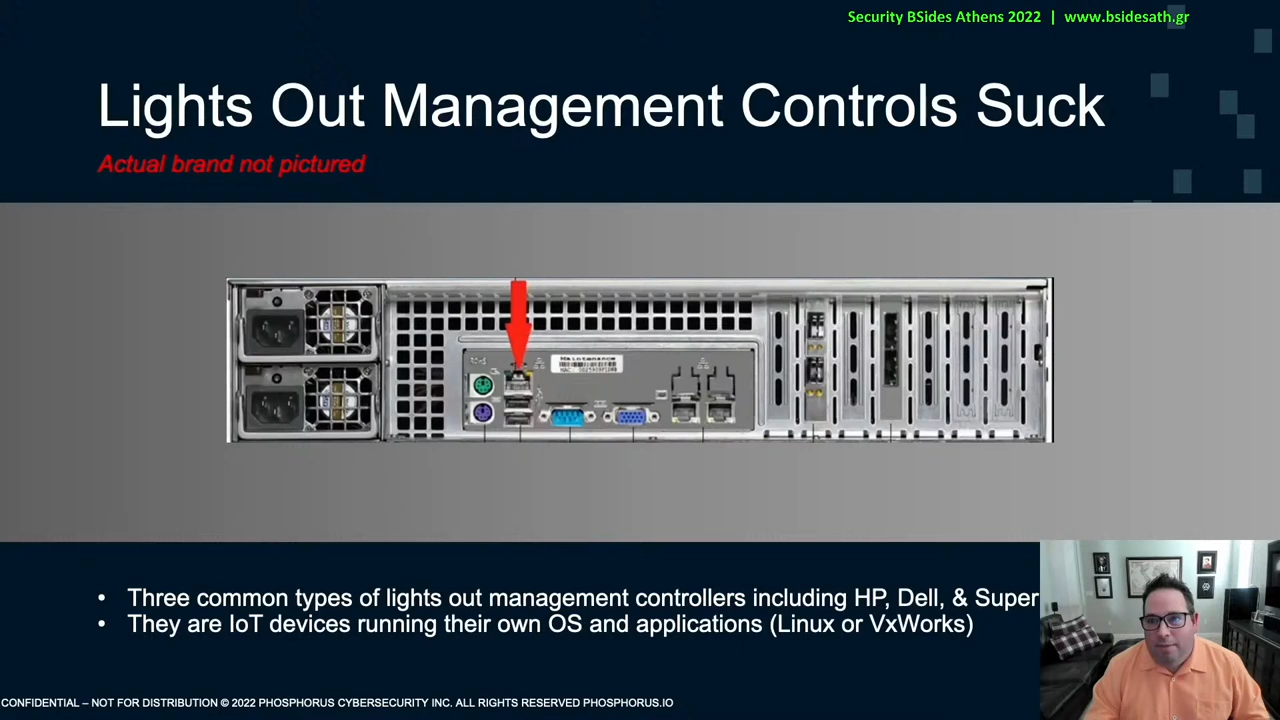 Security BSides Athens 2022 | www.bsidesath.gr
Lights Out Management Controls Suck
Actual brand not pictured
Maintenance
• Three common types of lights out management controllers including HP, Dell, & Super
• They are IoT devices running their own OS and applications (Linux or VxWorks)
CONFIDENTIAL – NOT FOR DISTRIBUTION © 2022 PHOSPHORUS CYBERSECURITY INC. ALL RIGHTS RESERVED PHOSPHORUS.IO